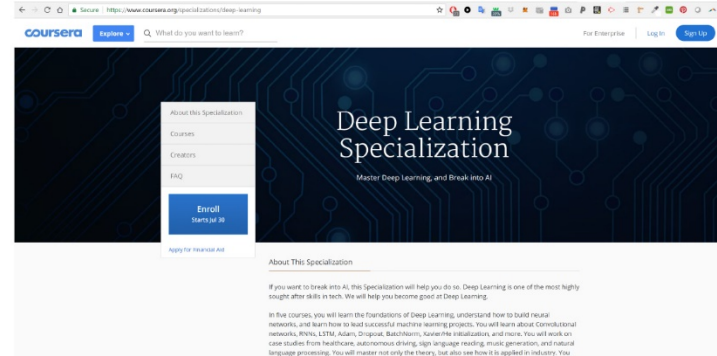 Secure https://www.coursera.org/specializations/deep-learning
coursera Explore What do you want to learn? For Enterprise Log In Sign Up
About this Specialization
Courses
Creators
FAQ
Enroll
Starts Jul 30
Apply for Financial Aid
Deep Learning
Specialization
Master Deep Learning, and Break into AI
About This Specialization
If you want to break into AI, this Specialization will help you do so. Deep Learning is one of the most highly
sought after skills in tech. We will help you become good at Deep Learning.
In five courses, you will learn the foundations of Deep Learning, understand how to build neural
networks, and learn how to lead successful machine learning projects. You will learn about Convolutional
networks, RNNs, LSTM, Adam, Dropout, BatchNorm, Xavier/He initialization, and more. You will work on
case studies from healthcare, autonomous driving, sign language reading, music generation, and natural
language processing. You will master not only the theory, but also see how it is applied in industry. You